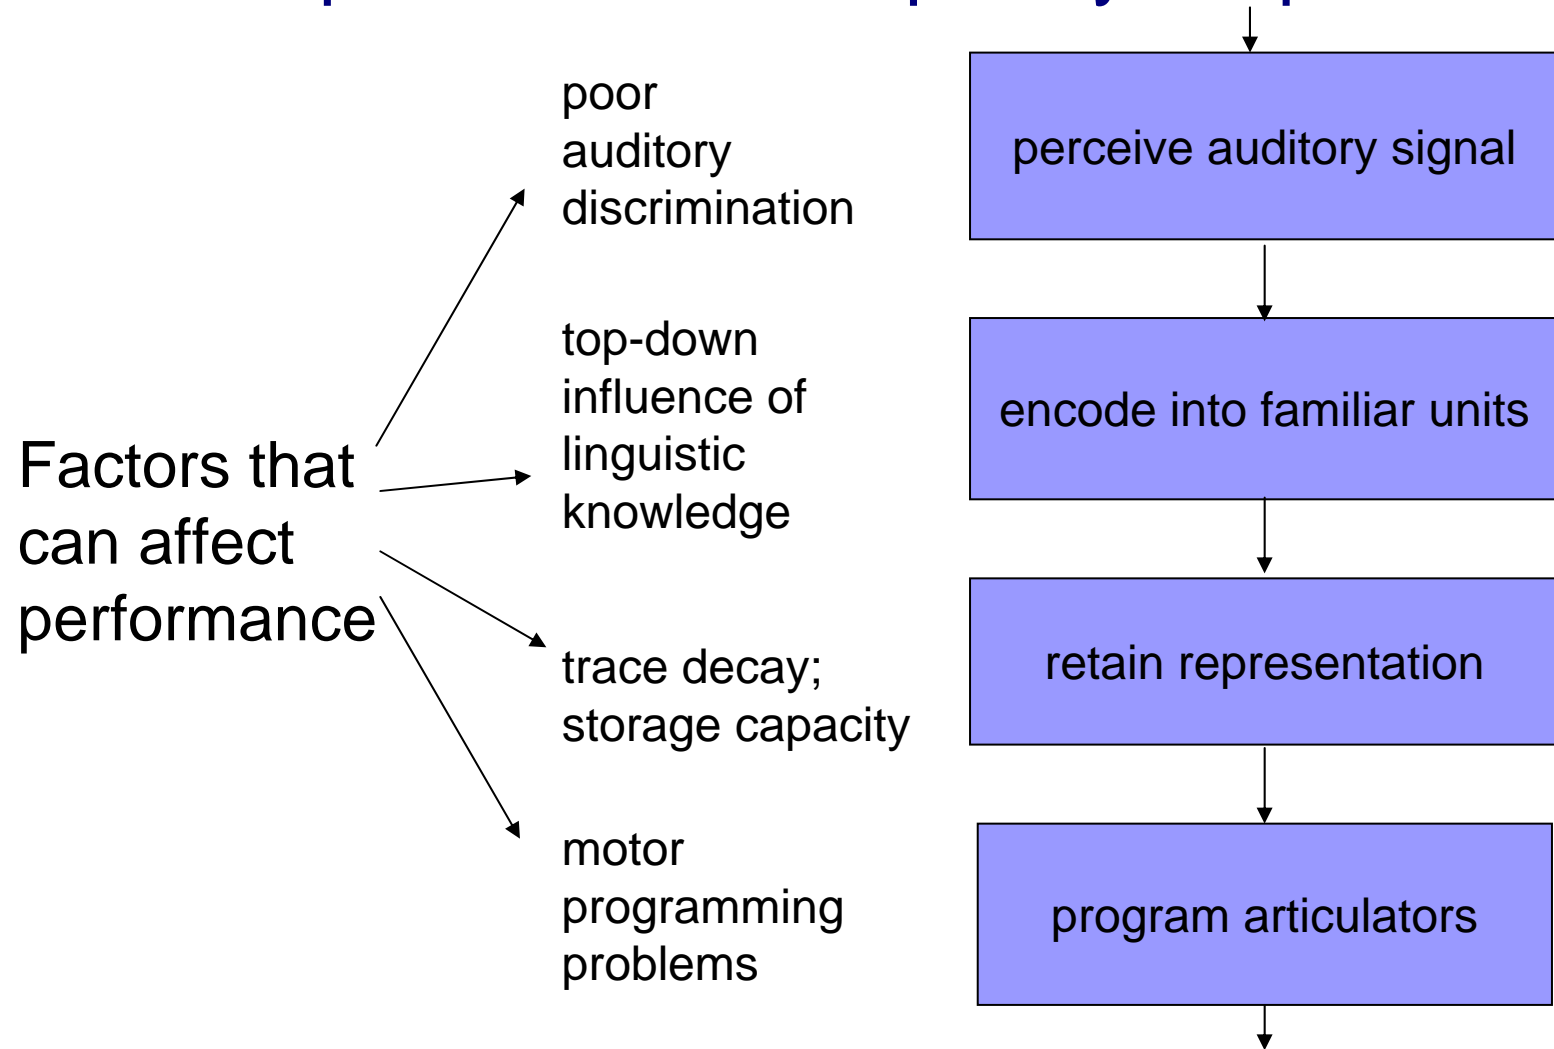 poor
auditory
discrimination
perceive auditory signal
top-down
influence of
linguistic
knowledge
encode into familiar units
Factors that
can affect
performance
trace decay;
storage capacity
retain representation
motor
programming
problems
program articulators